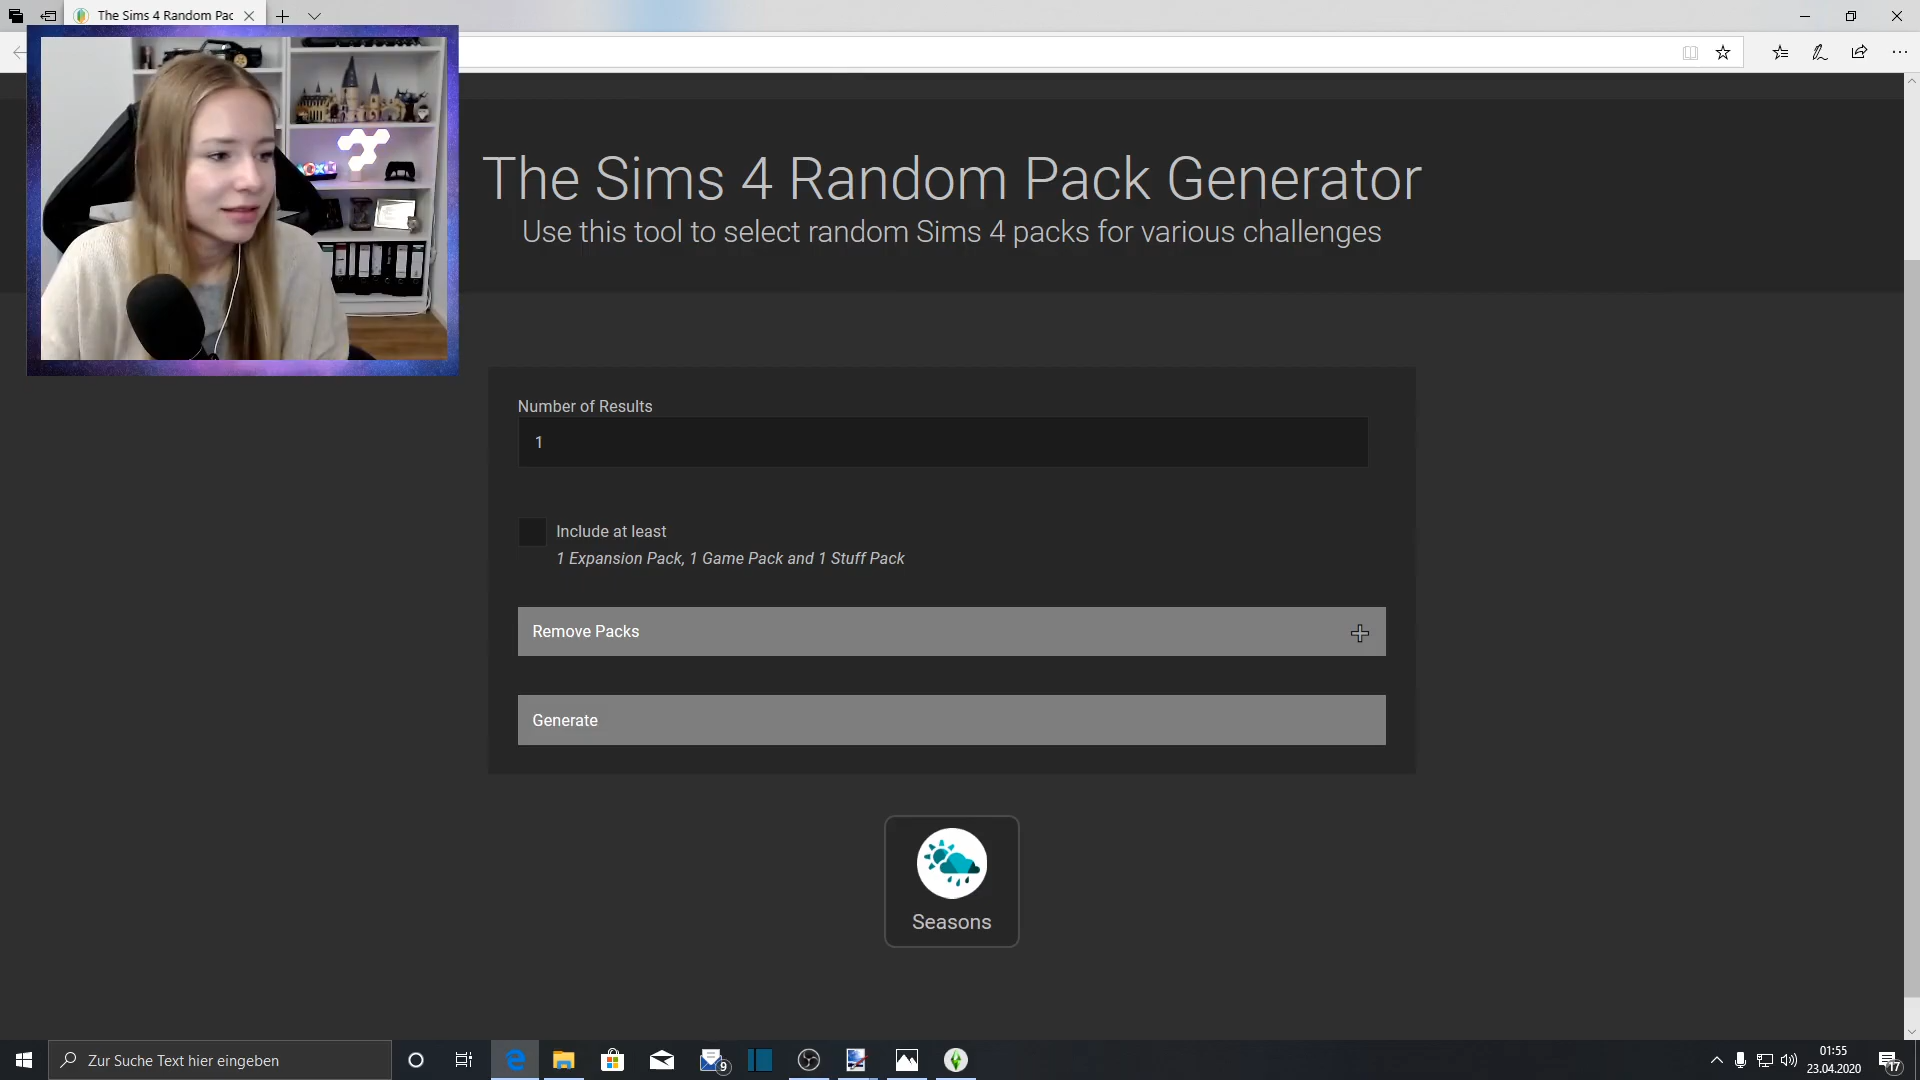 The Sims 4 Random Pac
The Sims 4 Random Pack Generator
Use this tool to select random Sims 4 packs for various challenges
Number of Results
1
Include at least
1 Expansion Pack, 1 Game Pack and 1 Stuff Pack
Remove Packs
Generate
Seasons
Zur Suche Text hier eingeben
9
01:55
23.04.2020
17